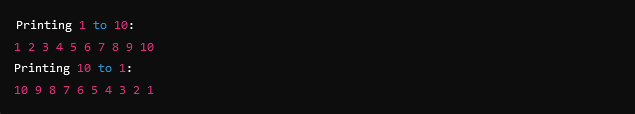 Printing 1 to 10:
1 2 3 4 5 6 7 8 9 10
Printing 10 to 1:
10 9 8 7 6 5 4 3 2 1